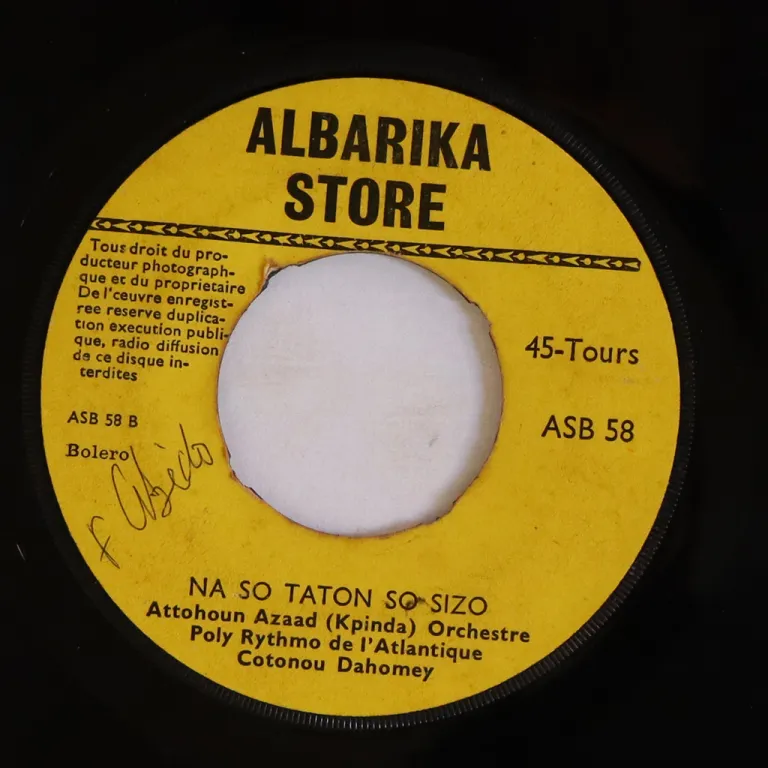 ALBARIKA
STORE
Tous droit du pro-
ducteur photograph-
que et du proprietaire
De l'œuvre enregist-
ree reserve duplica-
tion execution publi-
que, radio diffusion
de ce disque in-
terdites
45-Tours
ASB 58 B
ASB 58
Bolero
NA SO TATON SO SIZO
Attohoun Azaad (Kpinda) Orchestre
Poly Rythmo de l'Atlantique
Cotonou Dahomey